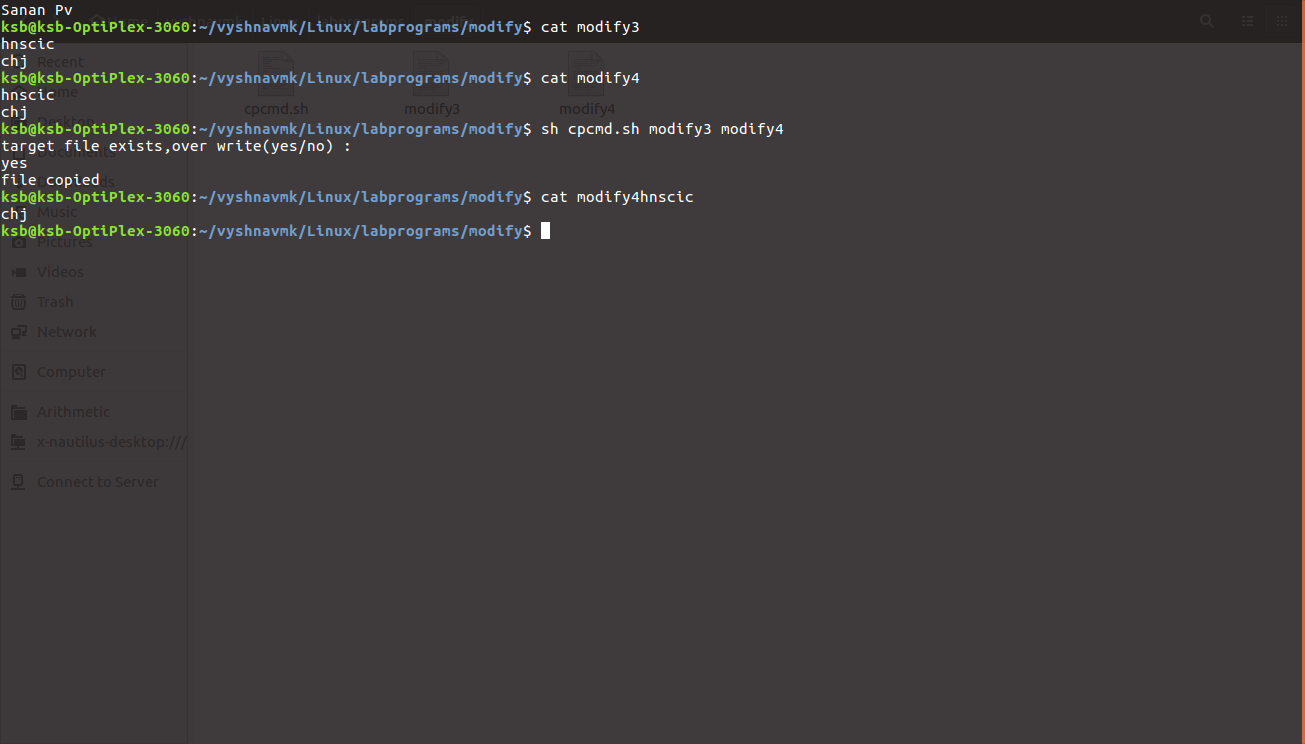 Sanan Pv
ksb@ksb-OptiPlex-3060:~/vyshnavmk/Linux/labprograms/modify$ cat modify3
hnscic
chj
ksb@ksb-OptiPlex-3060:~/vyshnavmk/Linux/labprograms/modify$ cat modify4
hnscic
chj
ksb@ksb-OptiPlex-3060:~/vyshnavmk/Linux/labprograms/modify$ sh cpcmd.sh modify3 modify4
target file exists,over write(yes/no) :
yes
file copied
ksb@ksb-OptiPlex-3060:~/vyshnavmk/Linux/labprograms/modify$ cat modify4hnscic
chj
ksb@ksb-OptiPlex-3060:~/vyshnavmk/Linux/labprograms/modify$
Recent
Home
Desktop
Documents
Music
Pictures
Videos
Trash
Network
Computer
Arithmetic
x-nautilus-desktop:///
Connect to Server
cpcmd.sh
modify3
modify4